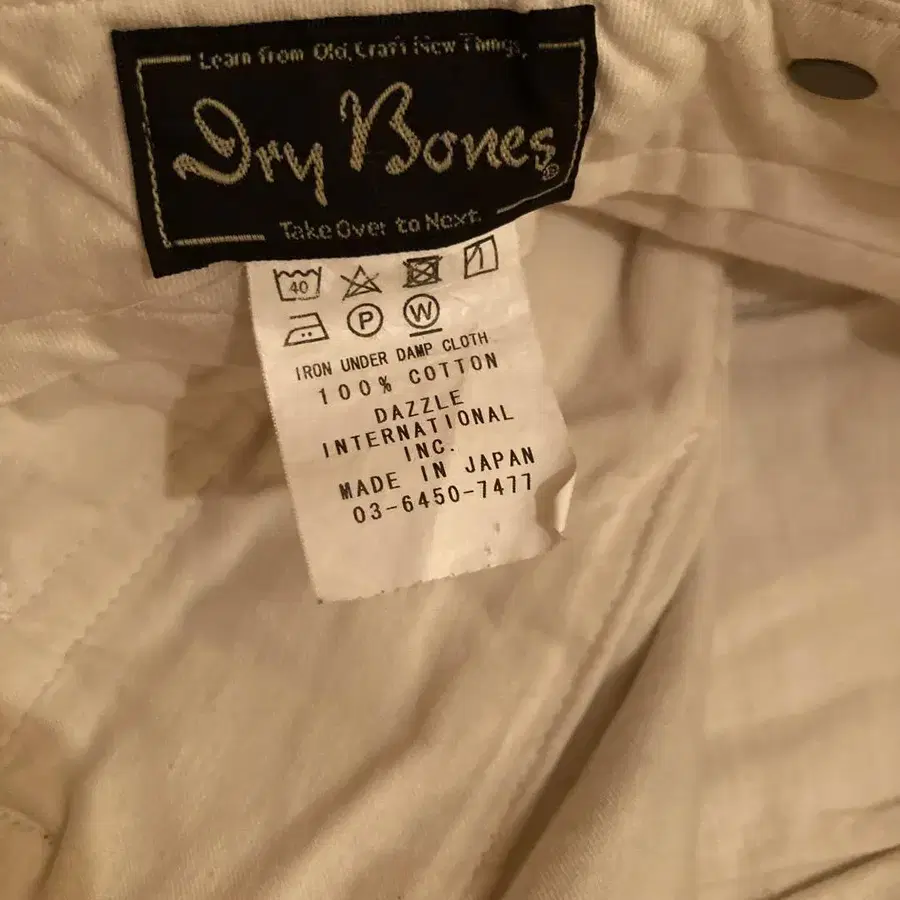 Learn from Old, Craft New Things,
Dry Bones®
Take Over to Next.
40
P W
IRON UNDER DAMP CLOTH
100% COTTON
DAZZLE
INTERNATIONAL
INC.
MADE IN JAPAN
03-6450-7477